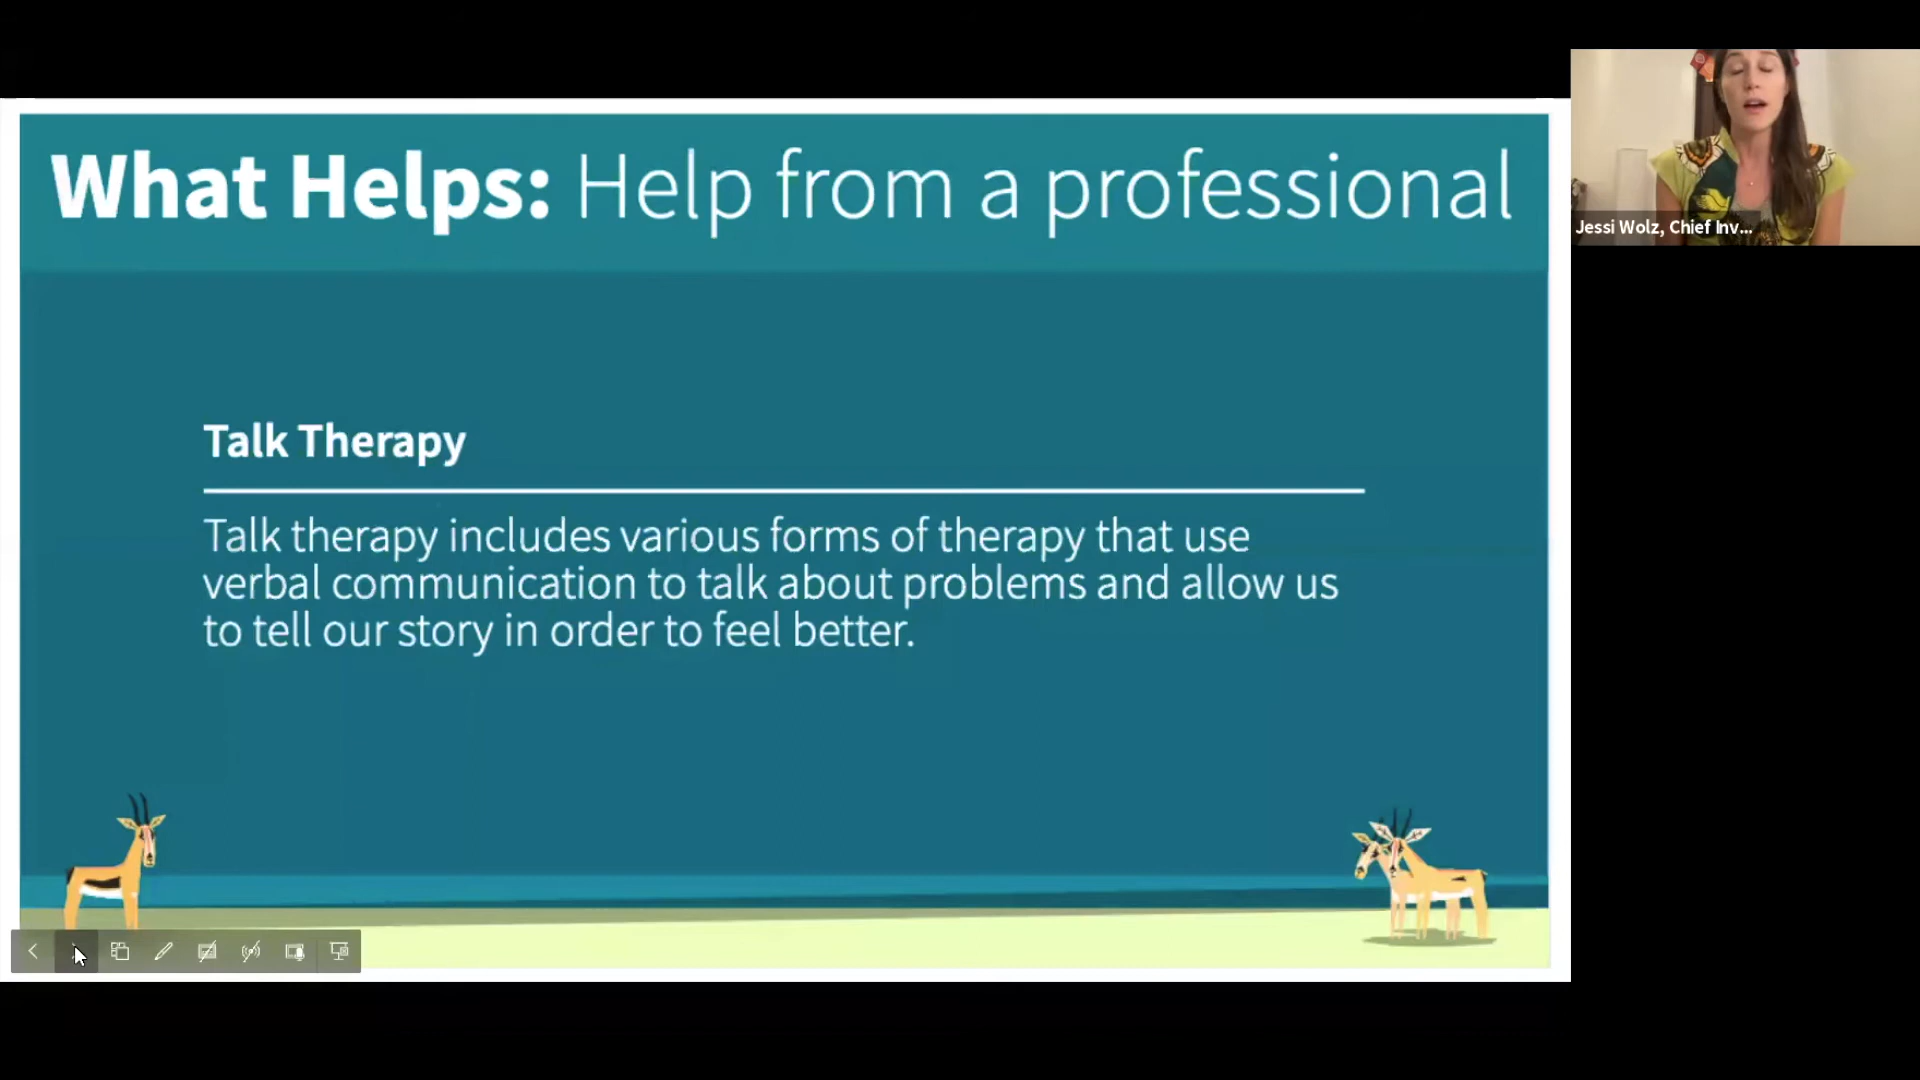 What Helps: Help from a professional
Jessi Wolz, Chief Inv...
Talk Therapy
Talk therapy includes various forms of therapy that use
verbal communication to talk about problems and allow us
to tell our story in order to feel better.